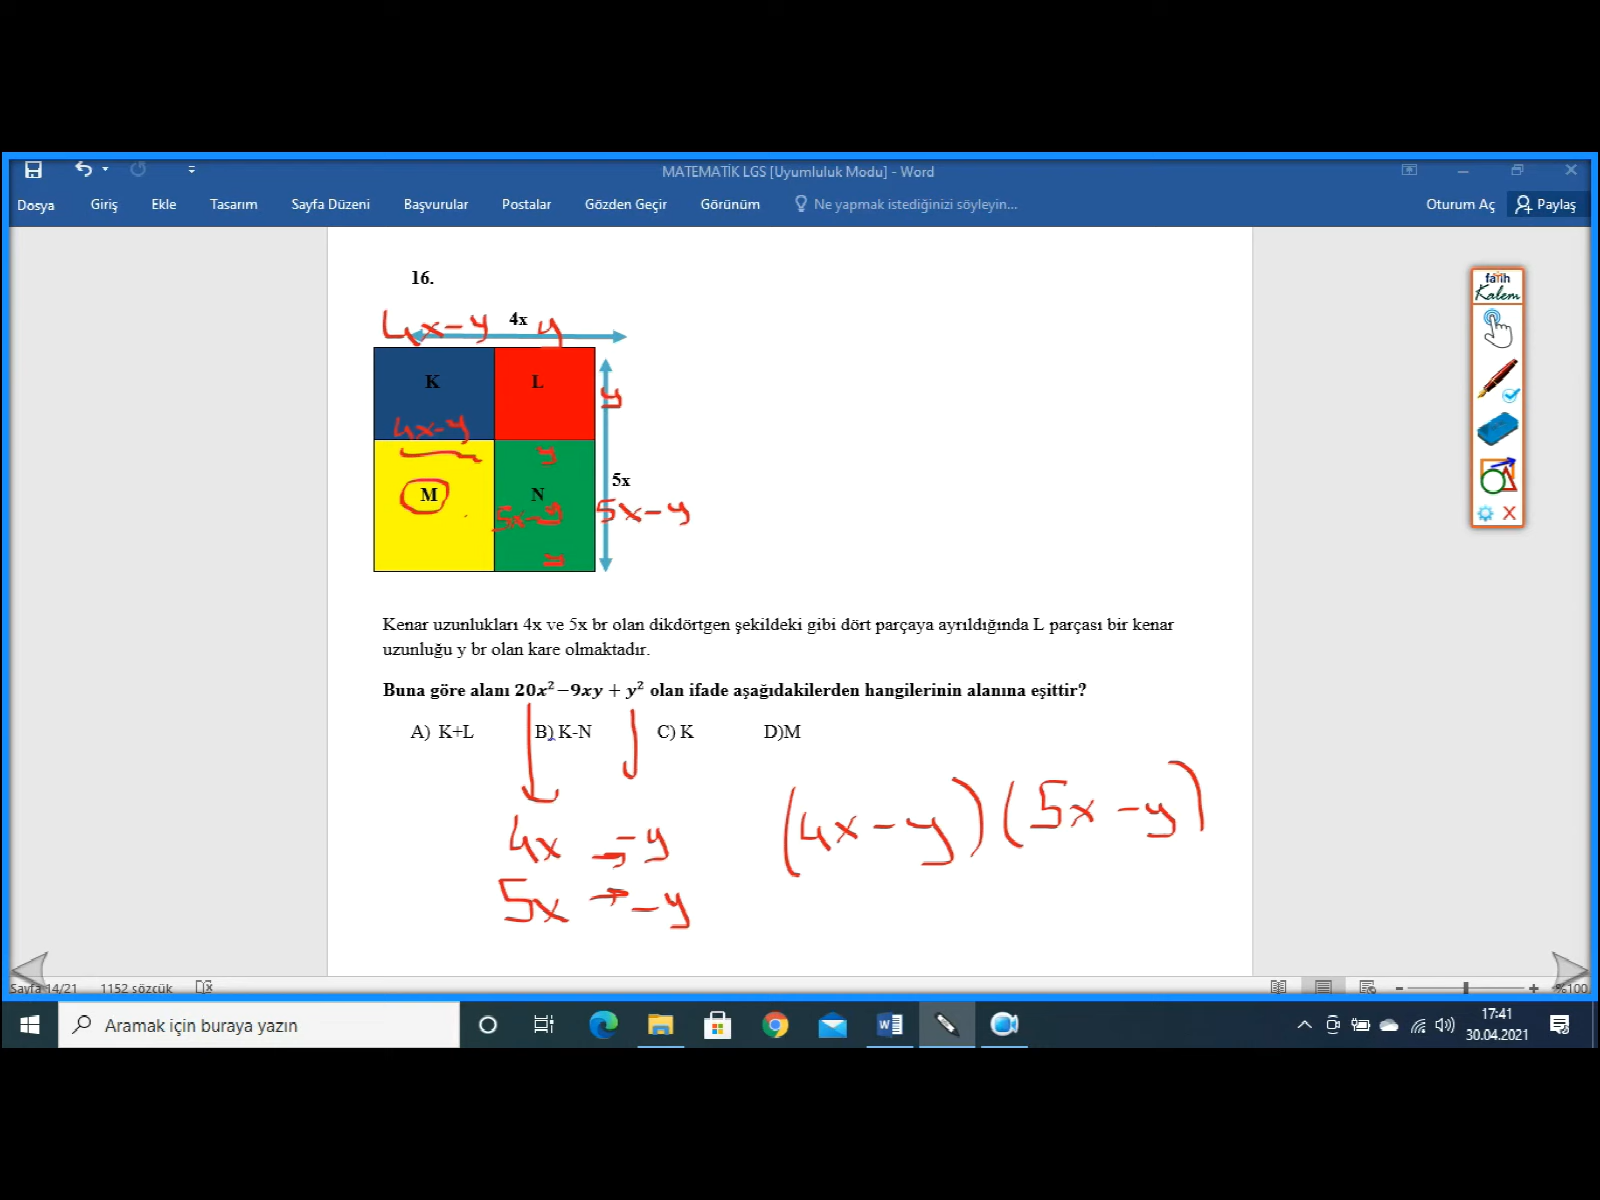 MATEMATİK LGS [Uyumluluk Modu] - Word
Dosya Giriş Ekle Tasarım Sayfa Düzeni Başvurular Postalar Gözden Geçir Görünüm Ne yapmak istediğinizi söyleyin... Oturum Aç Paylaş
fatih
Kalem
16.
4x-y 4x y
K L y
4x-y
y
M N 5x
5x-y 5x-y
Kenar uzunlukları 4x ve 5x br olan dikdörtgen şekildeki gibi dört parçaya ayrıldığında L parçası bir kenar
uzunluğu y br olan kare olmaktadır.
Buna göre alanı 20x²−9xy + y² olan ifade aşağıdakilerden hangilerinin alanına eşittir?
A) K+L B) K-N C) K D)M
(4x-y)(5x-y)
4x -y
5x -y
Sayfa 14/21 1152 sözcük %100
Aramak için buraya yazın
17:41
30.04.2021